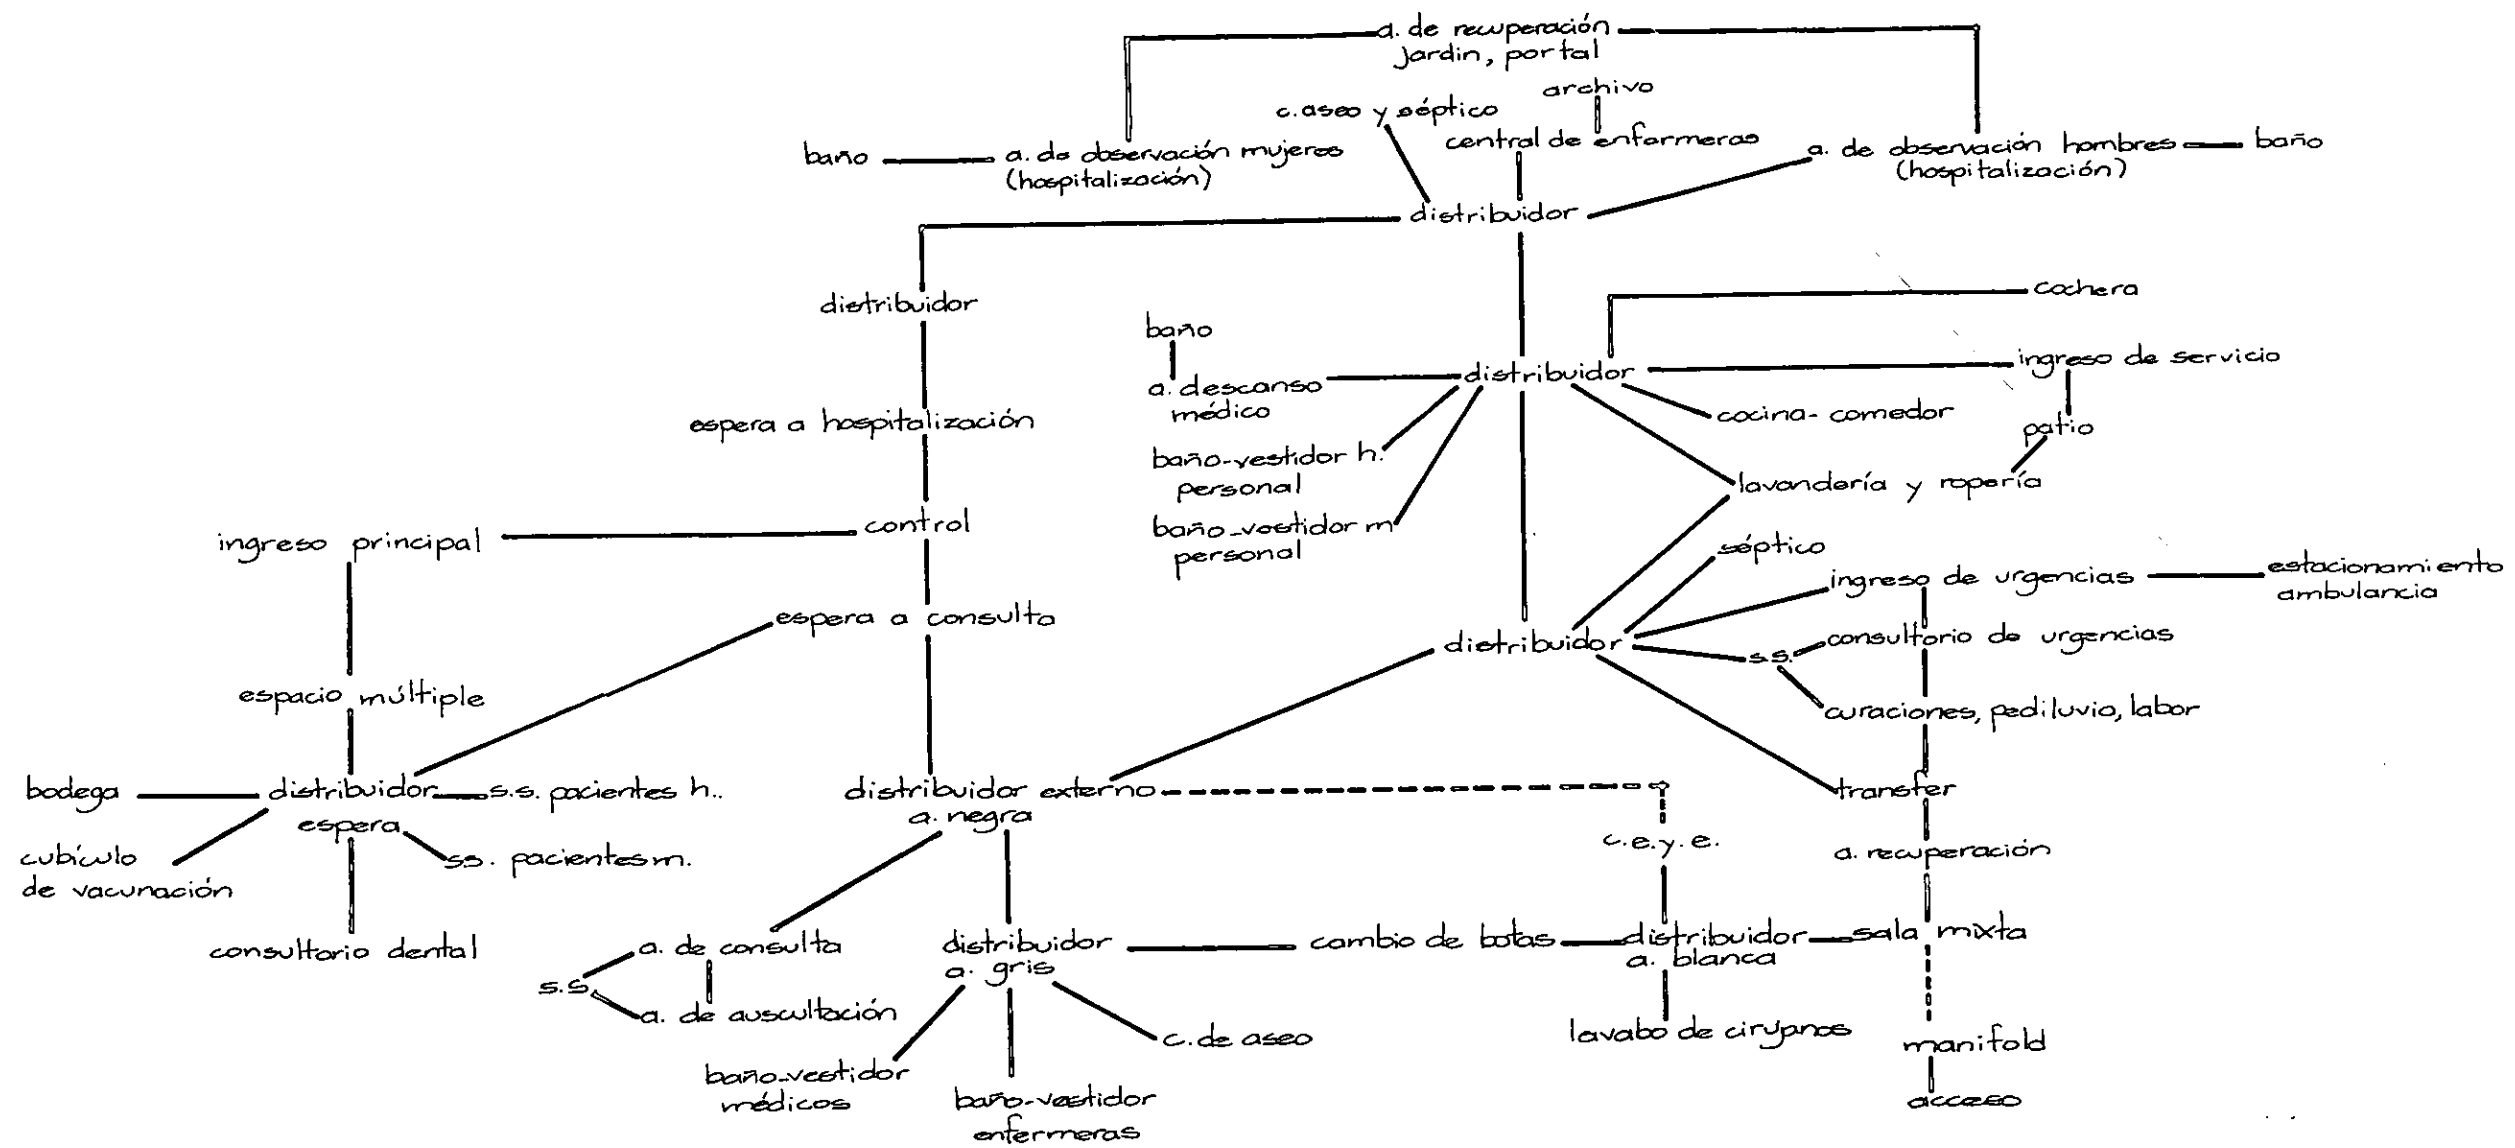 a. de recuperación
jardin, portal
archivo
c. aseo y séptico
central de enfermeras
baño
a. de observación mujeres
(hospitalización)
a. de observación hombres
(hospitalización)
baño
distribuidor
distribuidor
cochera
baño
ingreso de servicio
a. descanso
médico
distribuidor
cocina-comedor
espera a hospitalización
patio
baño-vestidor h.
personal
lavandería y ropería
ingreso principal
control
baño-vestidor m
personal
séptico
ingreso de urgencias
estacionamiento
ambulancia
espera a consulta
distribuidor
consultorio de urgencias
s.s.
espacio múltiple
curaciones, pediluvio, labor
bodega
distribuidor
espera
s.s. pacientes h..
distribuidor externo
a. negra
transfer
cubículo
de vacunación
ss. pacientes m.
c.e.y.e.
a. recuperación
consultorio dental
a. de consulta
distribuidor
a. gris
cambio de botas
distribuidor
a. blanca
sala mixta
s.s.
a. de auscultación
c. de aseo
lavabo de cirujanos
manifold
baño-vestidor
médicos
baño-vestidor
enfermeras
acceso